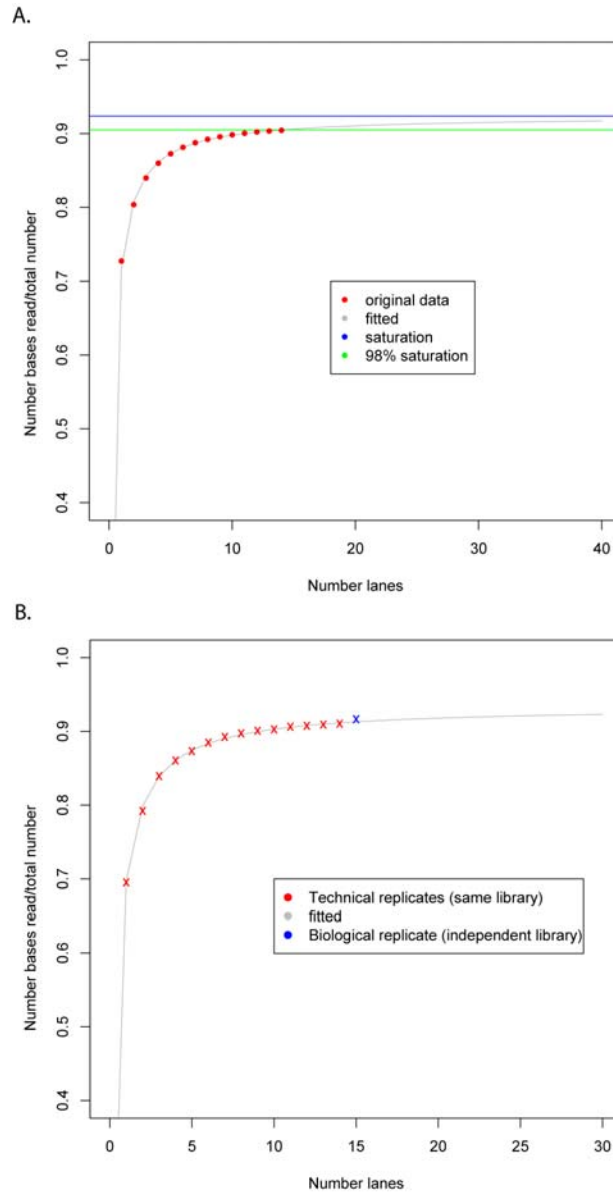 A.
1.0
0.9
0.8
0.7
0.6
0.5
0.4
Number bases read/total number
original data
fitted
saturation
98% saturation
0 10 20 30 40
Number lanes
B.
1.0
0.9
0.8
0.7
0.6
0.5
0.4
Number bases read/total number
Technical replicates (same library)
fitted
Biological replicate (independent library)
0 5 10 15 20 25 30
Number lanes